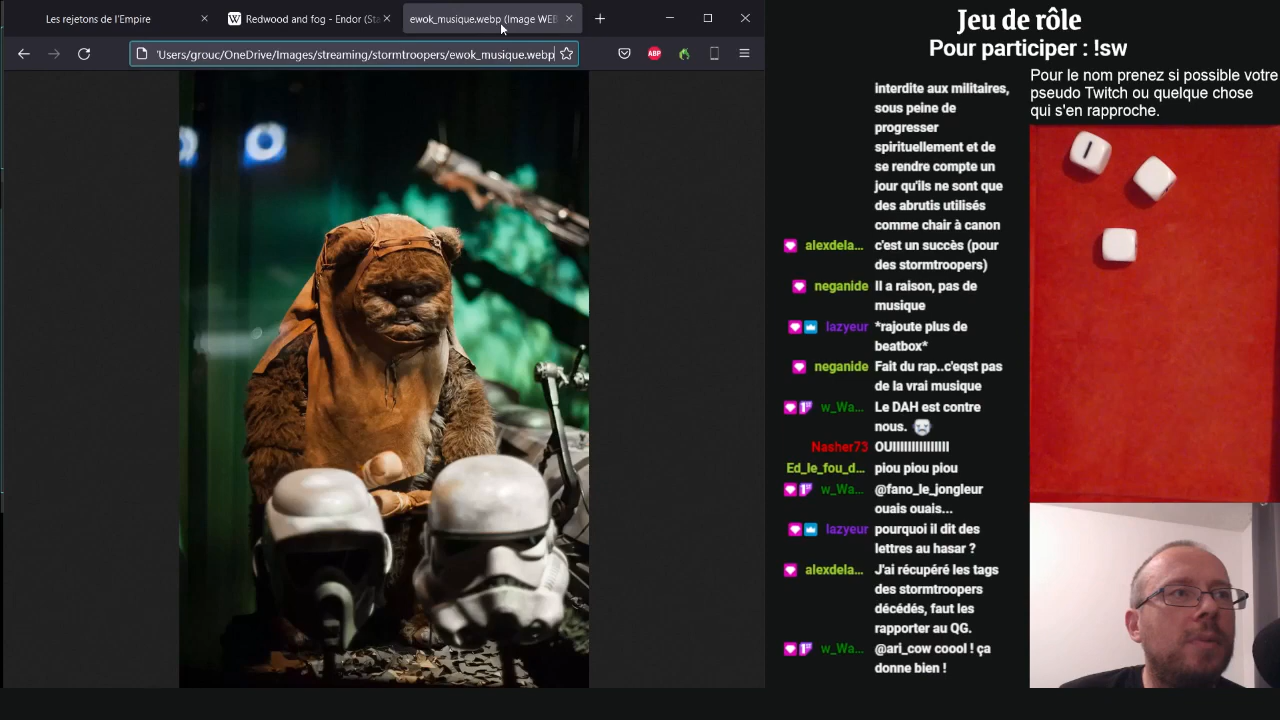 Les rejetons de l'Empire
Redwood and fog - Endor (Sta
ewok_musique.webp (Image WEB
'Users/grouc/OneDrive/Images/streaming/stormtroopers/ewok_musique.webp
ABP
Jeu de rôle
Pour participer : !sw
Pour le nom prenez si possible votre
pseudo Twitch ou quelque chose
qui s'en rapproche.
interdite aux militaires,
sous peine de
progresser
spirituellement et de
se rendre compte un
jour qu'ils ne sont que
des abrutis utilisés
comme chair à canon
alexdela... c'est un succès (pour
des stormtroopers)
neganide Il a raison, pas de
musique
lazyeur *rajoute plus de
beatbox*
neganide Fait du rap..c'eqst pas
de la vrai musique
w_Wa... Le DAH est contre
nous.
Nasher73 OUIIIIIIIIIIIIIII
Ed_le_fou_d... piou piou piou
w_Wa... @fano_le_jongleur
ouais ouais...
lazyeur pourquoi il dit des
lettres au hasar ?
alexdela... J'ai récupéré les tags
des stormtroopers
décédés, faut les
rapporter au QG.
w_Wa... @ari_cow coool ! ça
donne bien !